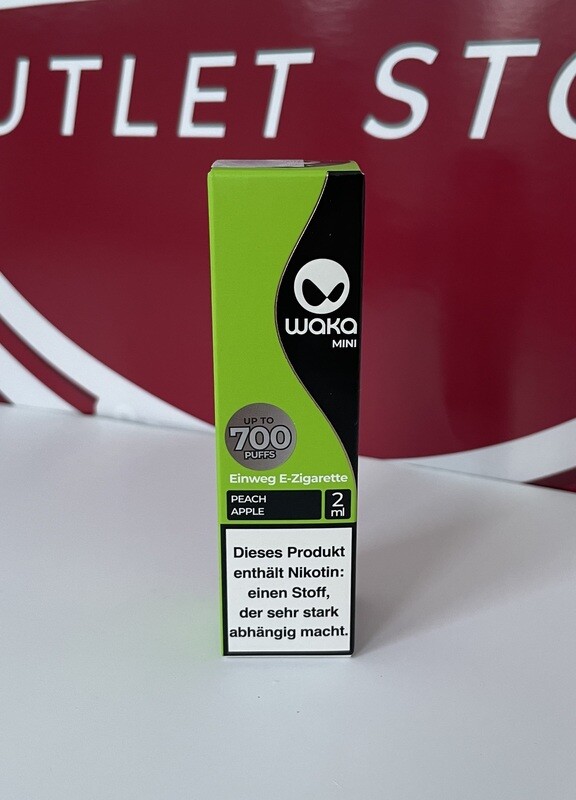 UTLET STO
waka
MINI
UP TO
700
PUFFS
Einweg E-Zigarette
PEACH
APPLE
2
ml
Dieses Produkt
enthält Nikotin:
einen Stoff,
der sehr stark
abhängig macht.